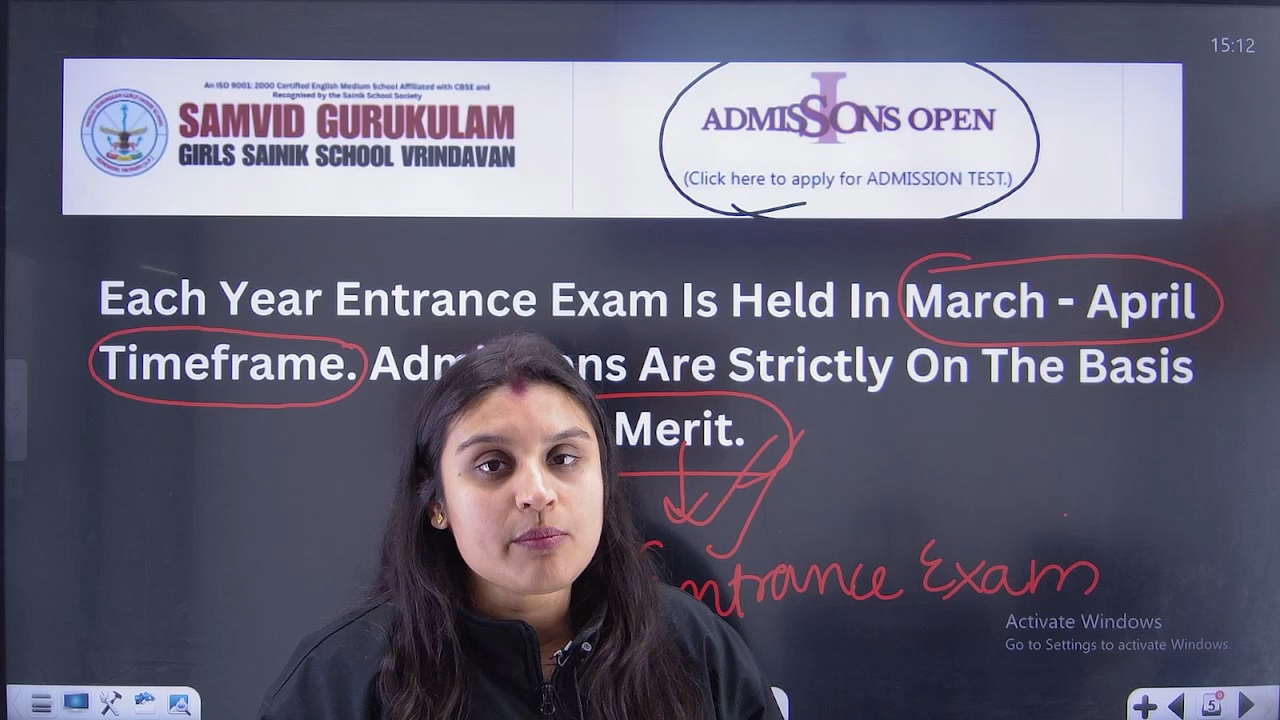 15:12
An ISO 9001: 2000 Certified English Medium School Affiliated with CBSE and
Recognised by the Sainik School Society
SAMVID GURUKULAM
GIRLS SAINIK SCHOOL VRINDAVAN
ADMISSIONS OPEN
(Click here to apply for ADMISSION TEST.)
Each Year Entrance Exam Is Held In March - April
Timeframe. Are Strictly On The Basis
Merit.
Entrance Exam
Activate Windows
Go to Settings to activate Windows.
5